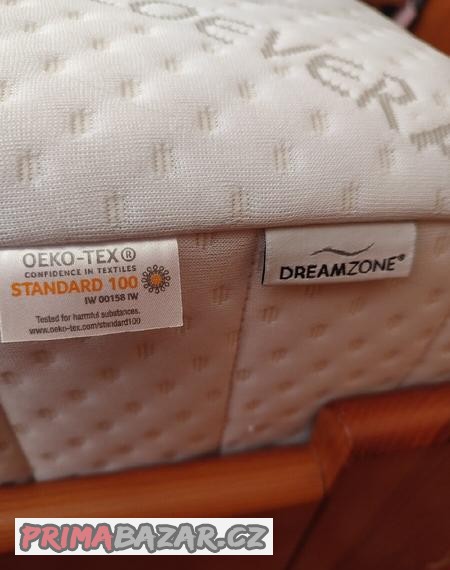 OEKO-TEX®
CONFIDENCE IN TEXTILES
STANDARD 100
IW 00158 IW
Tested for harmful substances.
www.oeko-tex.com/standard100
DREAMZONE®
PRIMABAZAR.CZ